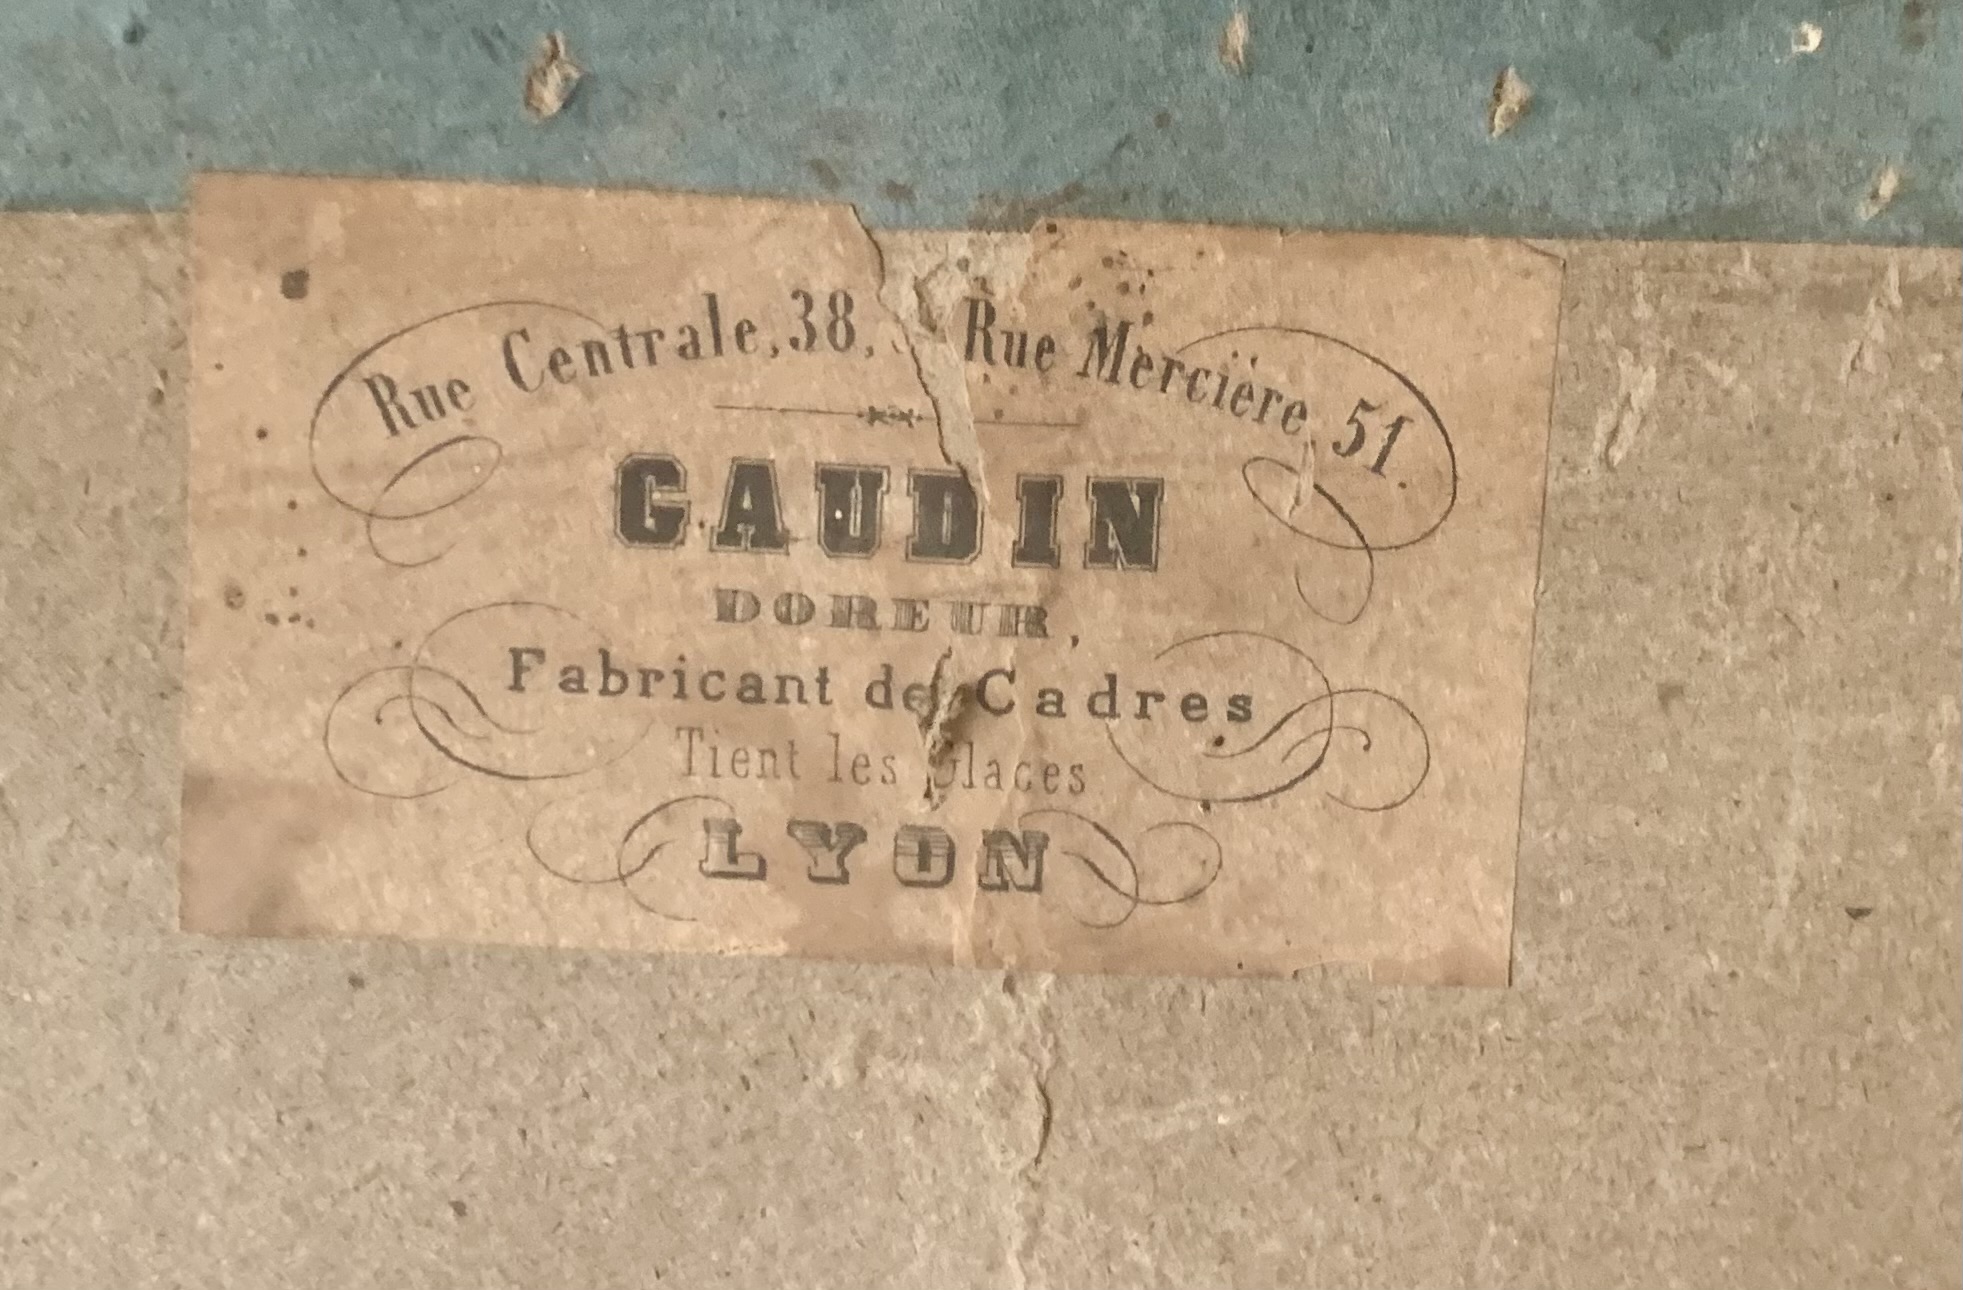 Rue Centrale, 38, Rue Mercière, 51.
GAUDIN
DOREUR,
Fabricant de Cadres
Tient les Glaces
LYON